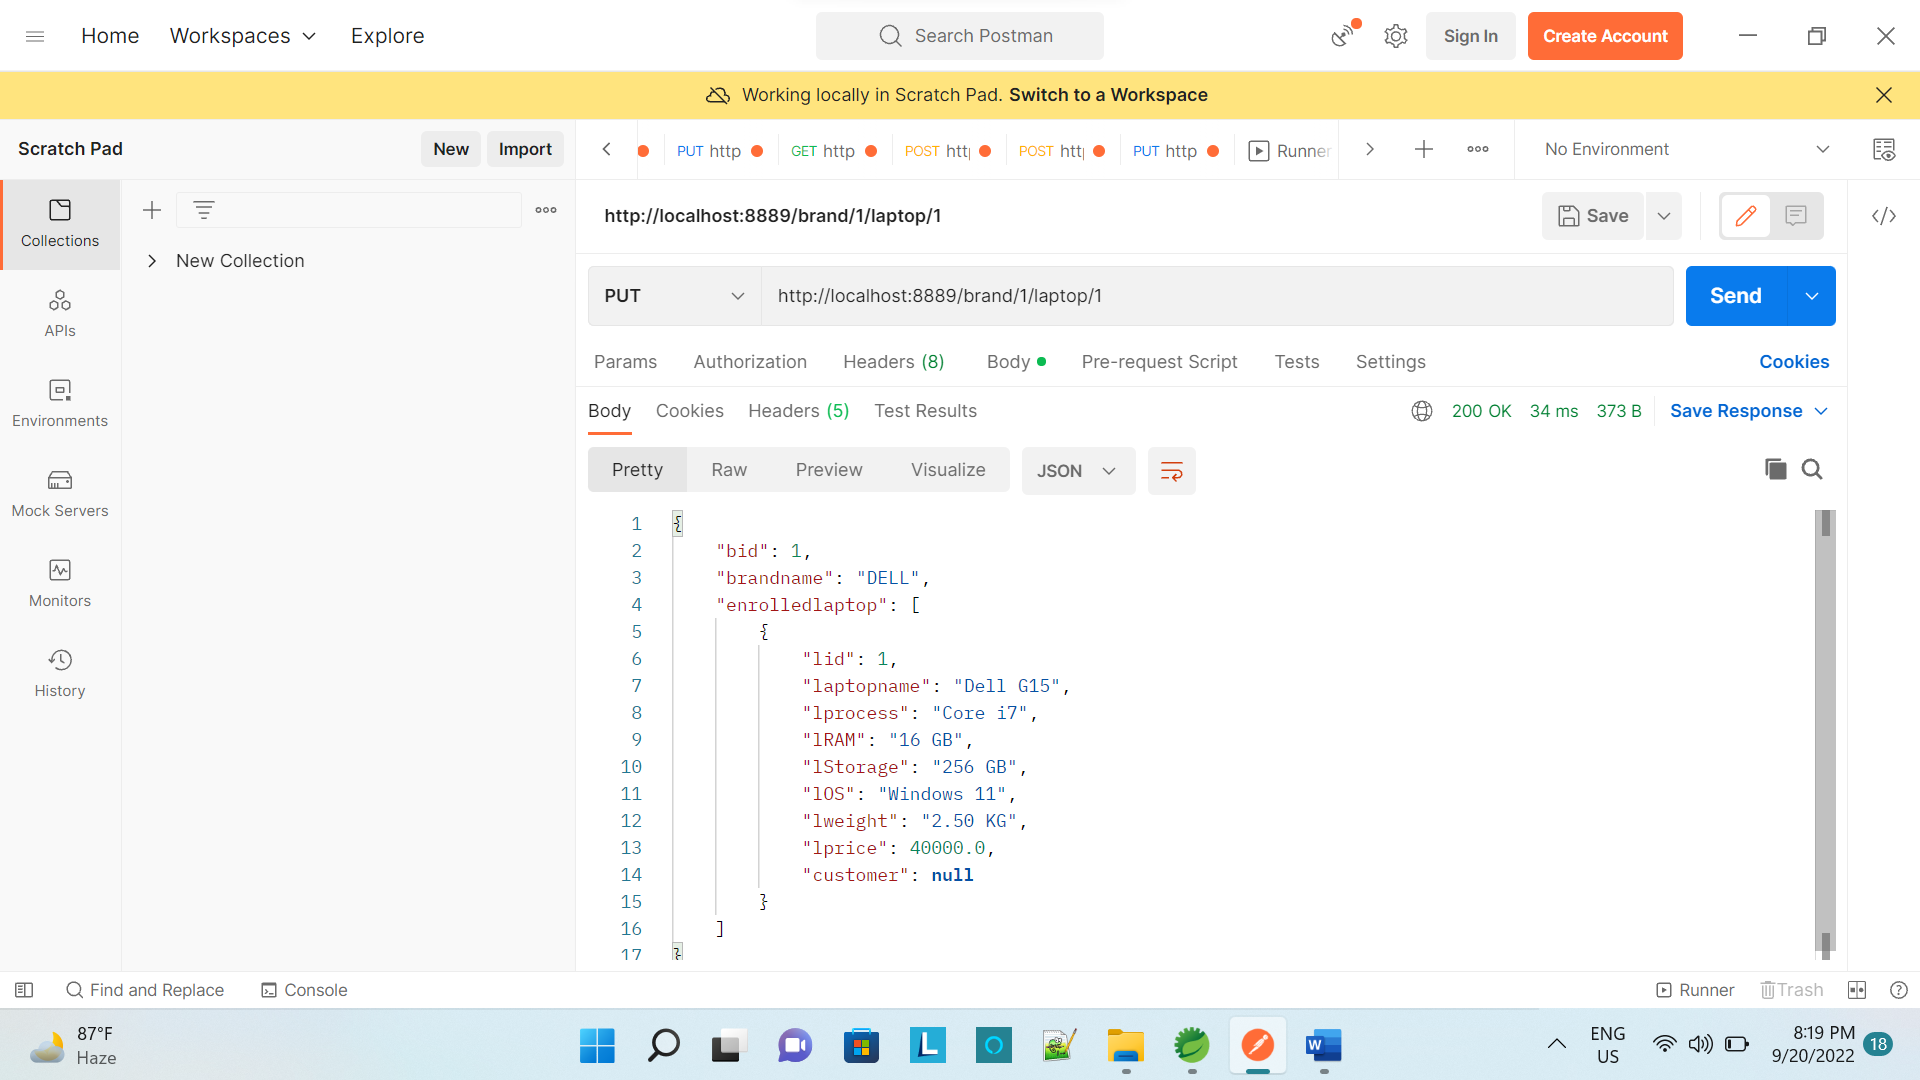 Home Workspaces Explore Search Postman Sign In Create Account
Working locally in Scratch Pad. Switch to a Workspace
Scratch Pad New Import PUT http GET http POST htt POST htt PUT http Runner No Environment
Collections
APIs
Environments
Mock Servers
Monitors
History
New Collection
http://localhost:8889/brand/1/laptop/1 Save
PUT http://localhost:8889/brand/1/laptop/1 Send
Params Authorization Headers (8) Body Pre-request Script Tests Settings Cookies
Body Cookies Headers (5) Test Results 200 OK 34 ms 373 B Save Response
Pretty Raw Preview Visualize JSON
1 {
2 "bid": 1,
3 "brandname": "DELL",
4 "enrolledlaptop": [
5 {
6 "lid": 1,
7 "laptopname": "Dell G15",
8 "lprocess": "Core i7",
9 "lRAM": "16 GB",
10 "lStorage": "256 GB",
11 "lOS": "Windows 11",
12 "lweight": "2.50 KG",
13 "lprice": 40000.0,
14 "customer": null
15 }
16 ]
17 }
Find and Replace Console Runner Trash
87°F
Haze
ENG
US
8:19 PM
9/20/2022
18